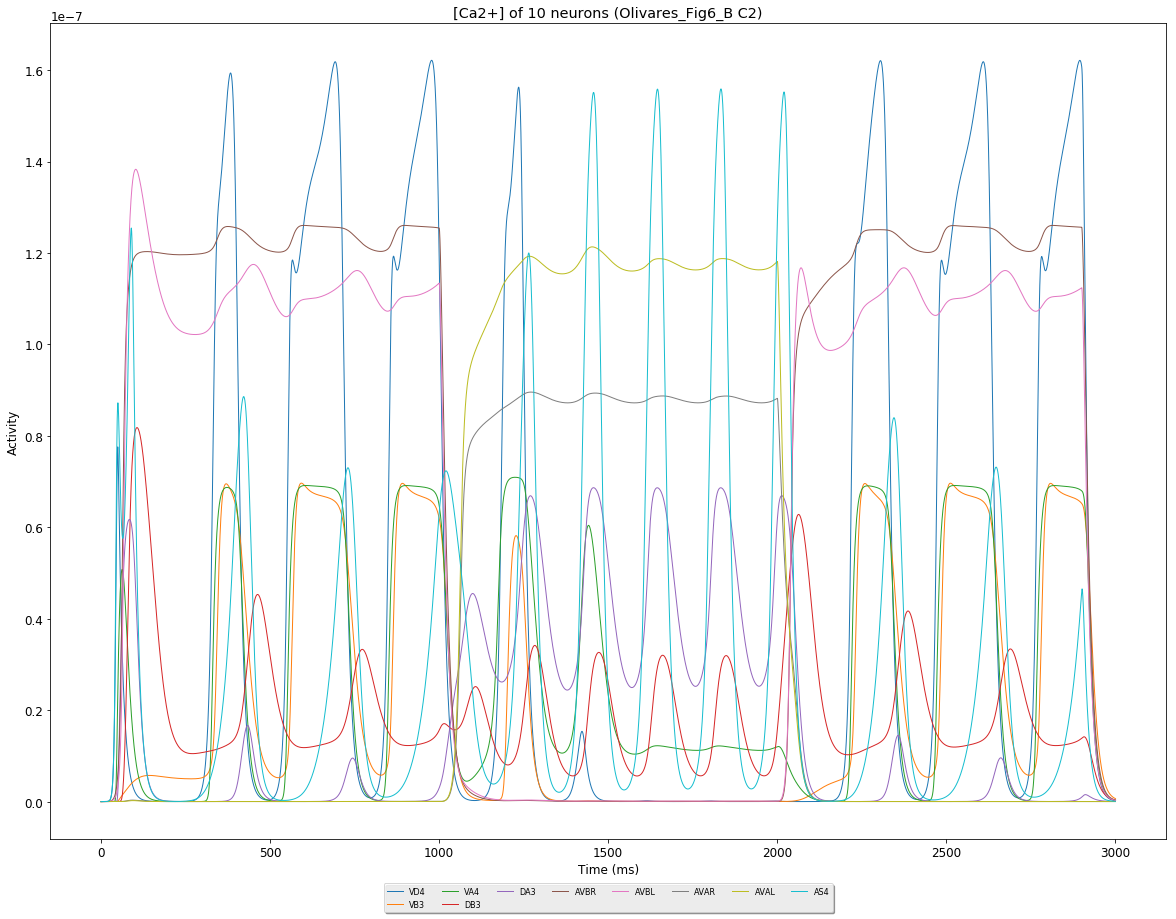 [Ca2+] of 10 neurons (Olivares_Fig6_B C2)
1e−7
1.6
1.4
1.2
1.0
0.8
0.6
0.4
0.2
0.0
Activity
0 500 1000 1500 2000 2500 3000
Time (ms)
VD4 VA4 DA3 AVBR AVBL AVAR AVAL AS4
VB3 DB3